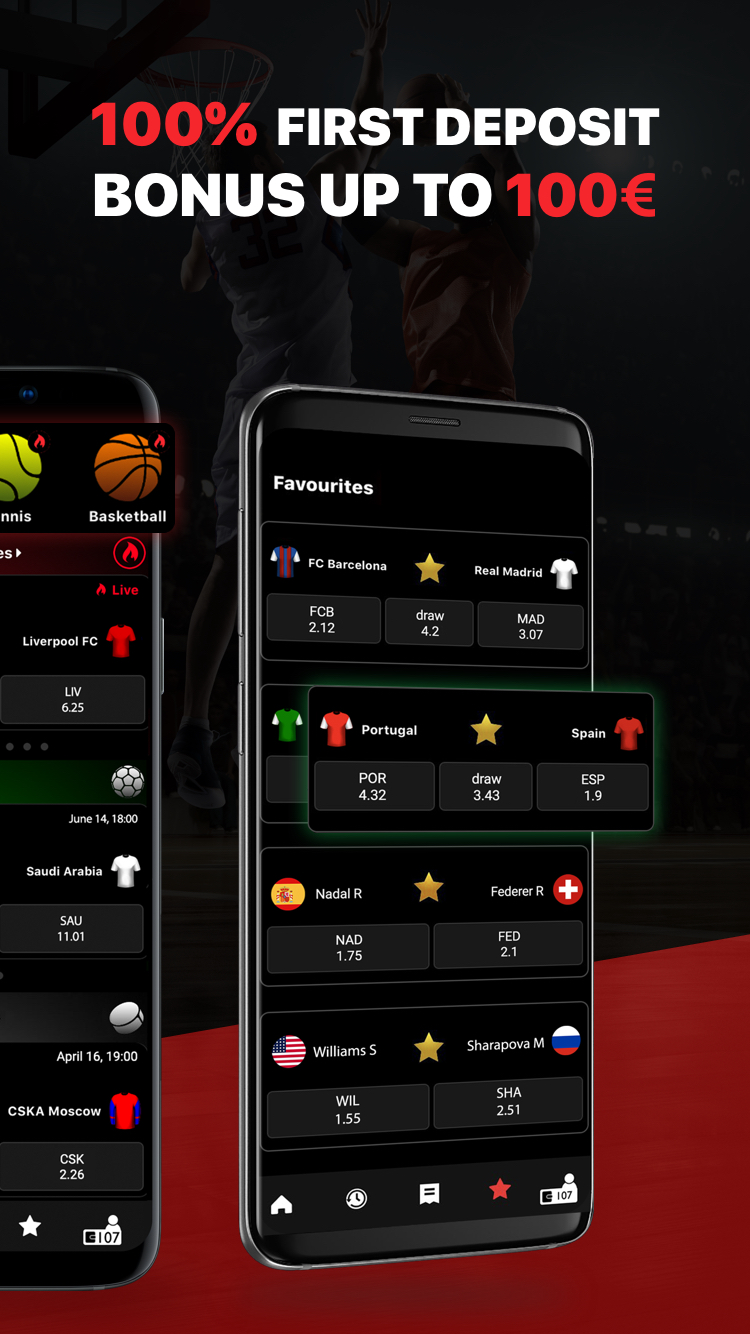 100% FIRST DEPOSIT
BONUS UP TO 100€
nnis
Basketball
es
Live
Liverpool FC
LIV
6.25
June 14, 18:00
Saudi Arabia
SAU
11.01
April 16, 19:00
CSKA Moscow
CSK
2.26
107
Favourites
FC Barcelona
Real Madrid
FCB
2.12
draw
4.2
MAD
3.07
Portugal
Spain
POR
4.32
draw
3.43
ESP
1.9
Nadal R
Federer R
NAD
1.75
FED
2.1
Williams S
Sharapova M
WIL
1.55
SHA
2.51
107
32